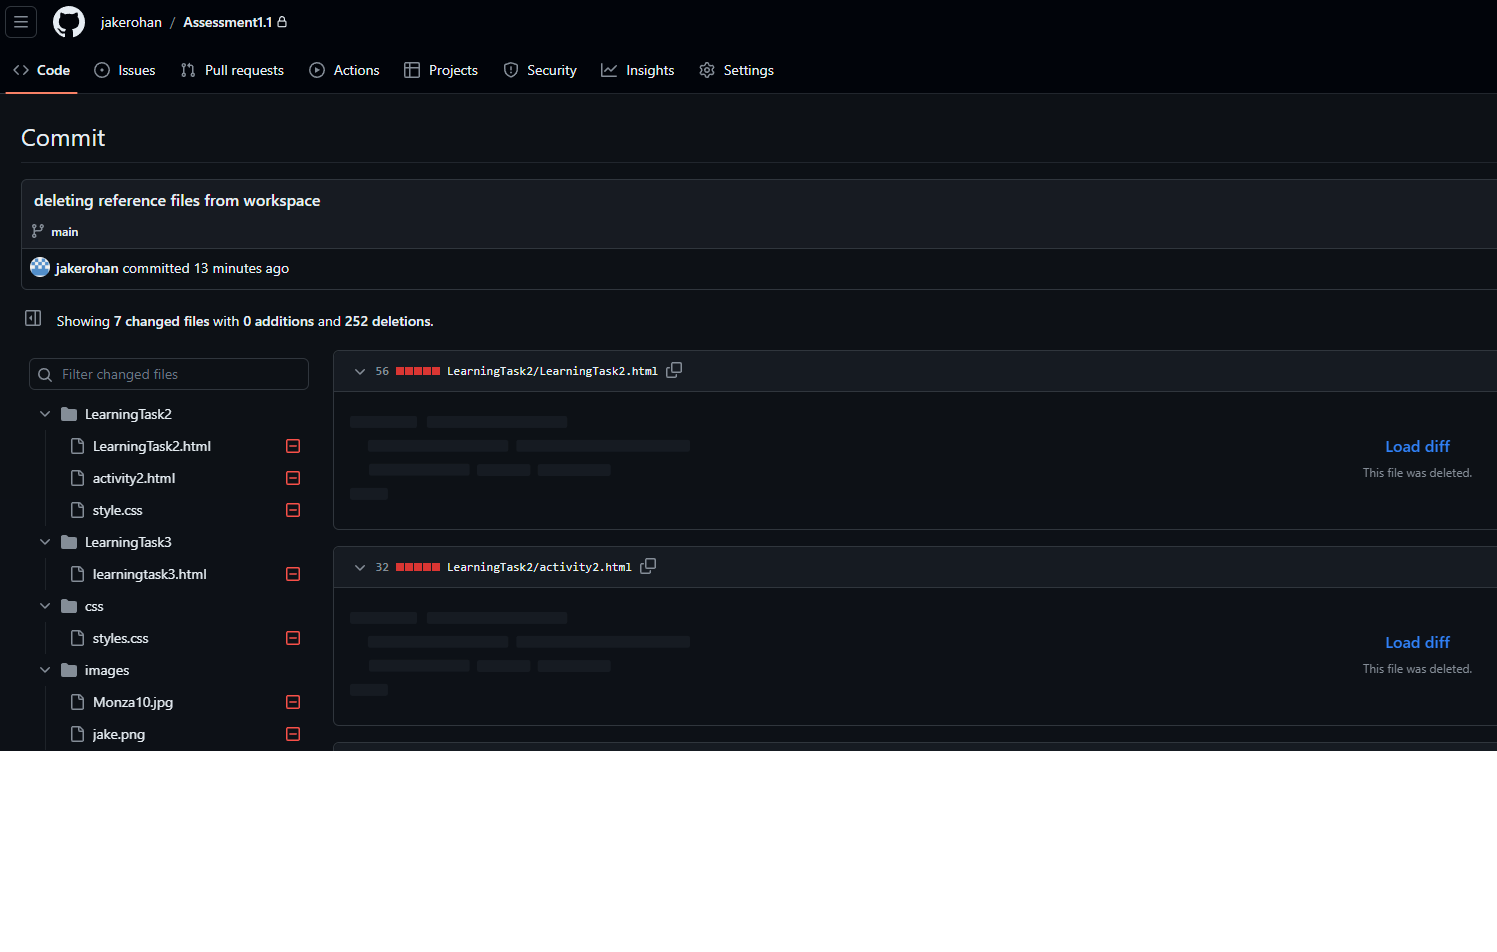 jakerohan / Assessment1.1
Code Issues Pull requests Actions Projects Security Insights Settings
Commit
deleting reference files from workspace
main
jakerohan committed 13 minutes ago
Showing 7 changed files with 0 additions and 252 deletions.
Filter changed files
LearningTask2
LearningTask2.html
activity2.html
style.css
LearningTask3
learningtask3.html
css
styles.css
images
Monza10.jpg
jake.png
56 LearningTask2/LearningTask2.html
Load diff
This file was deleted.
32 LearningTask2/activity2.html
Load diff
This file was deleted.